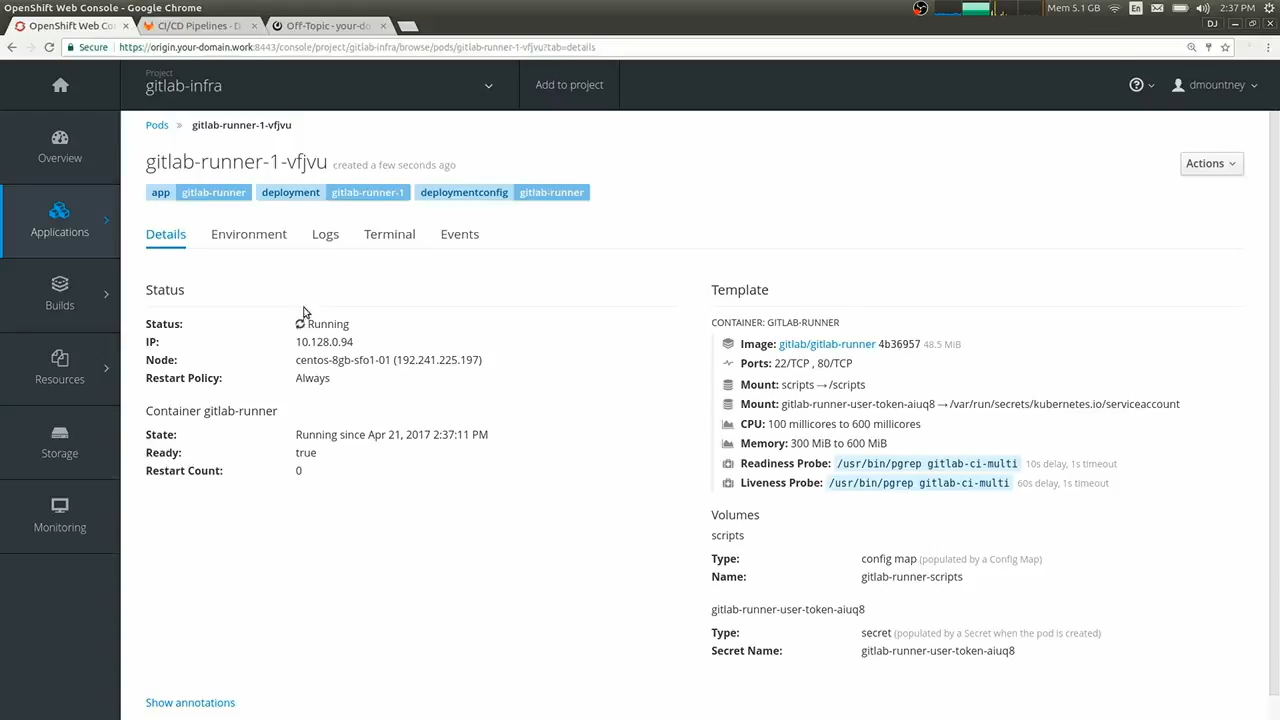 OpenShift Web Console - Google Chrome
Mem 5.1 GB
En
2:37 PM
OpenShift Web Co
CI/CD Pipelines - D
Off-Topic - your-do
DJ
Secure
https://origin.your-domain.work:8443/console/project/gitlab-infra/browse/pods/gitlab-runner-1-vfjvu?tab=details
Project
gitlab-infra
Add to project
dmountney
Overview
Applications
Builds
Resources
Storage
Monitoring
Pods » gitlab-runner-1-vfjvu
gitlab-runner-1-vfjvu created a few seconds ago
Actions
app gitlab-runner deployment gitlab-runner-1 deploymentconfig gitlab-runner
Details Environment Logs Terminal Events
Status
Status: Running
IP: 10.128.0.94
Node: centos-8gb-sfo1-01 (192.241.225.197)
Restart Policy: Always
Container gitlab-runner
State: Running since Apr 21, 2017 2:37:11 PM
Ready: true
Restart Count: 0
Template
CONTAINER: GITLAB-RUNNER
Image: gitlab/gitlab-runner 4b36957 48.5 MiB
Ports: 22/TCP , 80/TCP
Mount: scripts → /scripts
Mount: gitlab-runner-user-token-aiuq8 → /var/run/secrets/kubernetes.io/serviceaccount
CPU: 100 millicores to 600 millicores
Memory: 300 MiB to 600 MiB
Readiness Probe: /usr/bin/pgrep gitlab-ci-multi 10s delay, 1s timeout
Liveness Probe: /usr/bin/pgrep gitlab-ci-multi 60s delay, 1s timeout
Volumes
scripts
Type: config map (populated by a Config Map)
Name: gitlab-runner-scripts
gitlab-runner-user-token-aiuq8
Type: secret (populated by a Secret when the pod is created)
Secret Name: gitlab-runner-user-token-aiuq8
Show annotations